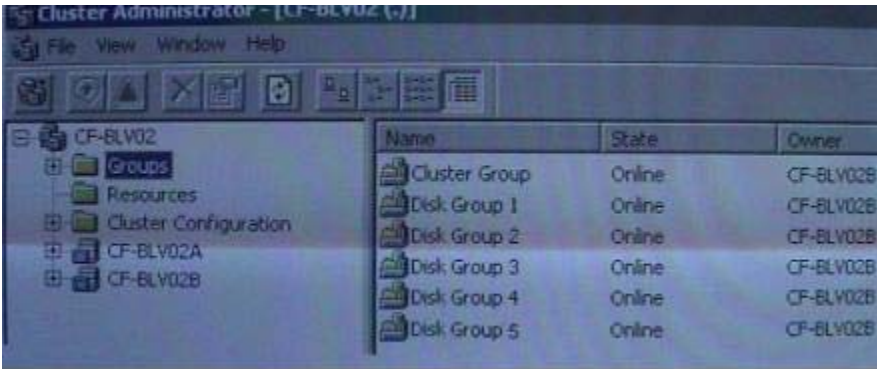 Cluster Administrator - [CF-BLV02 (.)]
File View Window Help
CF-BLV02
Groups
Resources
Cluster Configuration
CF-BLV02A
CF-BLV02B
Name State Owner
Cluster Group Online CF-BLV02B
Disk Group 1 Online CF-BLV02B
Disk Group 2 Online CF-BLV02B
Disk Group 3 Online CF-BLV02B
Disk Group 4 Online CF-BLV02B
Disk Group 5 Online CF-BLV02B